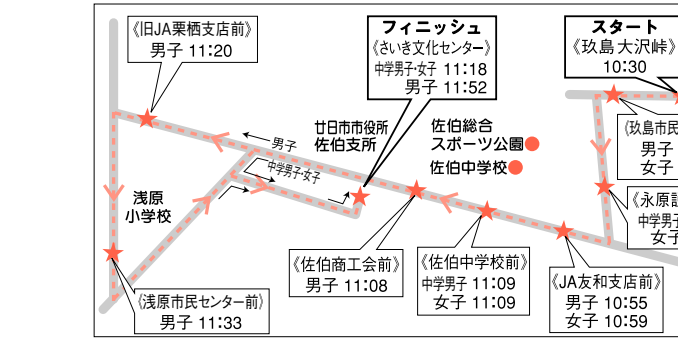 《旧JA栗栖支店前》
男子 11:20
フィニッシュ
《さいき文化センター》
中学男子・女子 11:18
男子 11:52
スタート
《玖島大沢峠》
10:30
廿日市市役所
佐伯支所
佐伯総合
スポーツ公園
佐伯中学校
男子
中学男子・女子
浅原
小学校
《玖島市民
男子
女子
《永原
中学男子
女子
《佐伯商工会前》
男子 11:08
《佐伯中学校前》
中学男子 11:09
女子 11:09
《JA友和支店前》
男子 10:55
女子 10:59
《浅原市民センター前》
男子 11:33